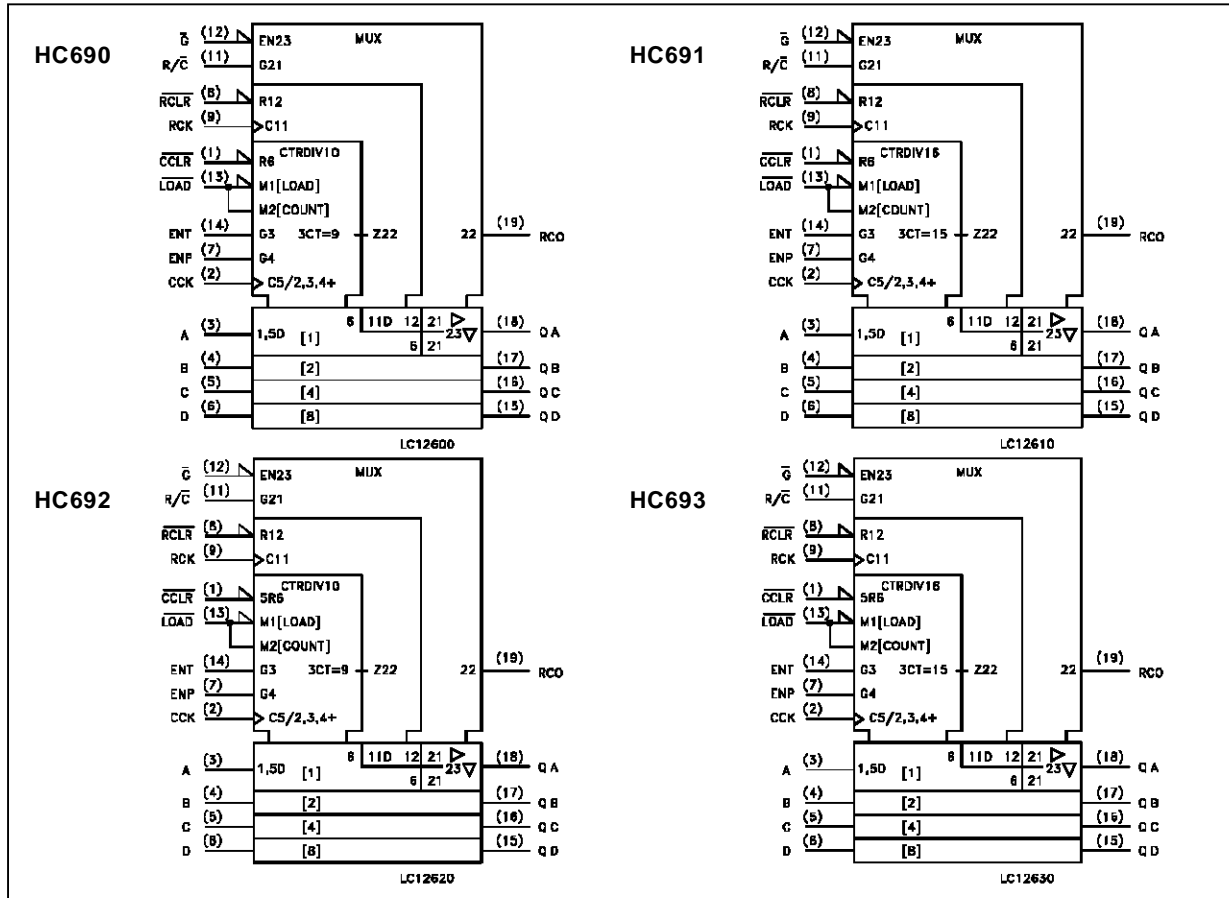 HC690
G̅ (12) EN23 MUX
R/C̅ (11) G21
R̅C̅L̅R̅ (8) R12
RCK (9) C11
C̅C̅L̅R̅ (1) R6 CTRDIV10
L̅O̅A̅D̅ (13) M1[LOAD]
M2[COUNT]
ENT (14) G3 3CT=9 Z22 22 (19) RCO
ENP (7) G4
CCK (2) C5/2,3,4+
6 11D 12 21
A (3) 1,5D [1] 23 (18) QA
6 21
B (4) [2] (17) QB
C (5) [4] (16) QC
D (6) [8] (15) QD
LC12600
HC691
G̅ (12) EN23 MUX
R/C̅ (11) G21
R̅C̅L̅R̅ (8) R12
RCK (9) C11
C̅C̅L̅R̅ (1) R6 CTRDIV16
L̅O̅A̅D̅ (13) M1[LOAD]
M2[COUNT]
ENT (14) G3 3CT=15 Z22 22 (19) RCO
ENP (7) G4
CCK (2) C5/2,3,4+
6 11D 12 21
A (3) 1,5D [1] 23 (18) QA
6 21
B (4) [2] (17) QB
C (5) [4] (16) QC
D (6) [8] (15) QD
LC12610
HC692
G̅ (12) EN23 MUX
R/C̅ (11) G21
R̅C̅L̅R̅ (8) R12
RCK (9) C11
C̅C̅L̅R̅ (1) 5R6 CTRDIV10
L̅O̅A̅D̅ (13) M1[LOAD]
M2[COUNT]
ENT (14) G3 3CT=9 Z22 22 (19) RCO
ENP (7) G4
CCK (2) C5/2,3,4+
6 11D 12 21
A (3) 1,5D [1] 23 (18) QA
6 21
B (4) [2] (17) QB
C (5) [4] (16) QC
D (6) [8] (15) QD
LC12620
HC693
G̅ (12) EN23 MUX
R/C̅ (11) G21
R̅C̅L̅R̅ (8) R12
RCK (9) C11
C̅C̅L̅R̅ (1) 5R6 CTRDIV16
L̅O̅A̅D̅ (13) M1[LOAD]
M2[COUNT]
ENT (14) G3 3CT=15 Z22 22 (19) RCO
ENP (7) G4
CCK (2) C5/2,3,4+
6 11D 12 21
A (3) 1,5D [1] 23 (18) QA
6 21
B (4) [2] (17) QB
C (5) [4] (16) QC
D (6) [8] (15) QD
LC12630